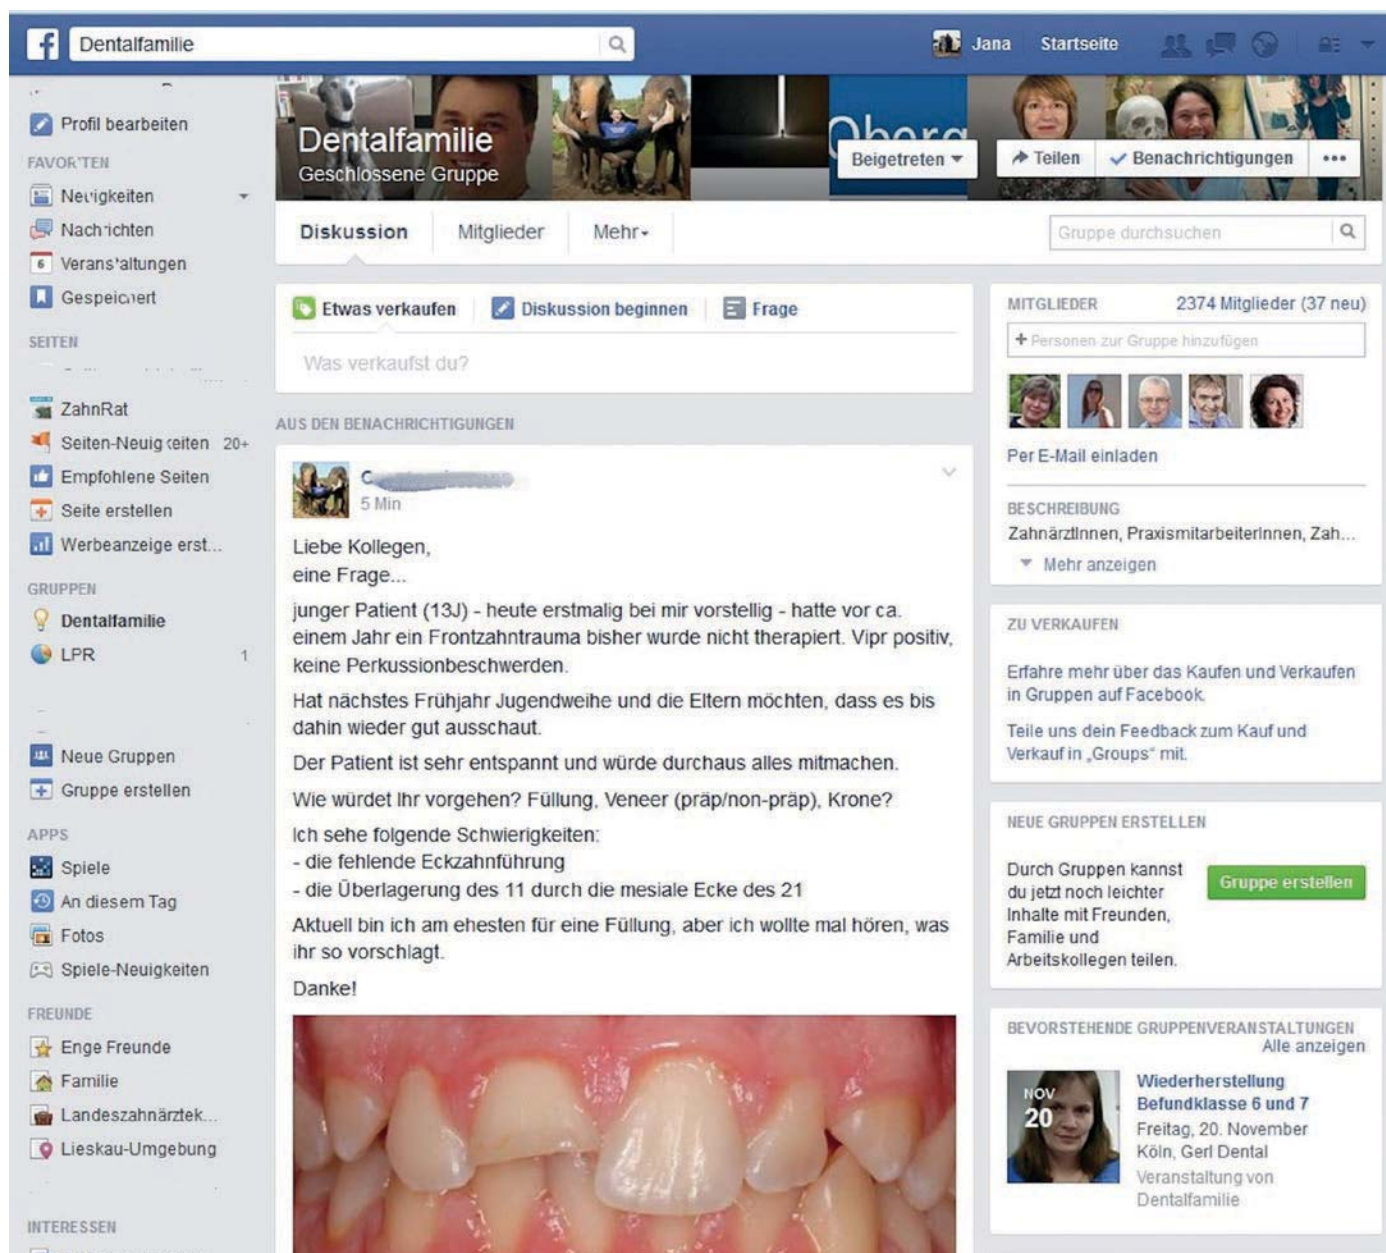 Dentalfamilie
Jana Startseite
Profil bearbeiten
FAVORITEN
Neuigkeiten
Nachrichten
Veranstaltungen
Gespeichert
SEITEN
ZahnRat
Seiten-Neuigkeiten 20+
Empfohlene Seiten
Seite erstellen
Werbeanzeige erst...
GRUPPEN
Dentalfamilie
LPR 1
Neue Gruppen
Gruppe erstellen
APPS
Spiele
An diesem Tag
Fotos
Spiele-Neuigkeiten
FREUNDE
Enge Freunde
Familie
Landeszahnärztek...
Lieskau-Umgebung
INTERESSEN
Dentalfamilie
Geschlossene Gruppe
Beigetreten
Teilen
Benachrichtigungen
Diskussion Mitglieder Mehr
Gruppe durchsuchen
Etwas verkaufen Diskussion beginnen Frage
Was verkaufst du?
AUS DEN BENACHRICHTIGUNGEN
5 Min
Liebe Kollegen,
eine Frage...
junger Patient (13J) - heute erstmalig bei mir vorstellig - hatte vor ca.
einem Jahr ein Frontzahntrauma bisher wurde nicht therapiert. Vipr positiv,
keine Perkussionbeschwerden.
Hat nächstes Frühjahr Jugendweihe und die Eltern möchten, dass es bis
dahin wieder gut ausschaut.
Der Patient ist sehr entspannt und würde durchaus alles mitmachen.
Wie würdet Ihr vorgehen? Füllung, Veneer (präp/non-präp), Krone?
Ich sehe folgende Schwierigkeiten:
- die fehlende Eckzahnführung
- die Überlagerung des 11 durch die mesiale Ecke des 21
Aktuell bin ich am ehesten für eine Füllung, aber ich wollte mal hören, was
ihr so vorschlagt.
Danke!
MITGLIEDER 2374 Mitglieder (37 neu)
+ Personen zur Gruppe hinzufügen
Per E-Mail einladen
BESCHREIBUNG
ZahnärztInnen, PraxismitarbeiterInnen, Zah...
Mehr anzeigen
ZU VERKAUFEN
Erfahre mehr über das Kaufen und Verkaufen
in Gruppen auf Facebook.
Teile uns dein Feedback zum Kauf und
Verkauf in „Groups“ mit.
NEUE GRUPPEN ERSTELLEN
Durch Gruppen kannst
du jetzt noch leichter
Inhalte mit Freunden,
Familie und
Arbeitskollegen teilen.
Gruppe erstellen
BEVORSTEHENDE GRUPPENVERANSTALTUNGEN
Alle anzeigen
NOV
20
Wiederherstellung
Befundklasse 6 und 7
Freitag, 20. November
Köln, Gerl Dental
Veranstaltung von
Dentalfamilie